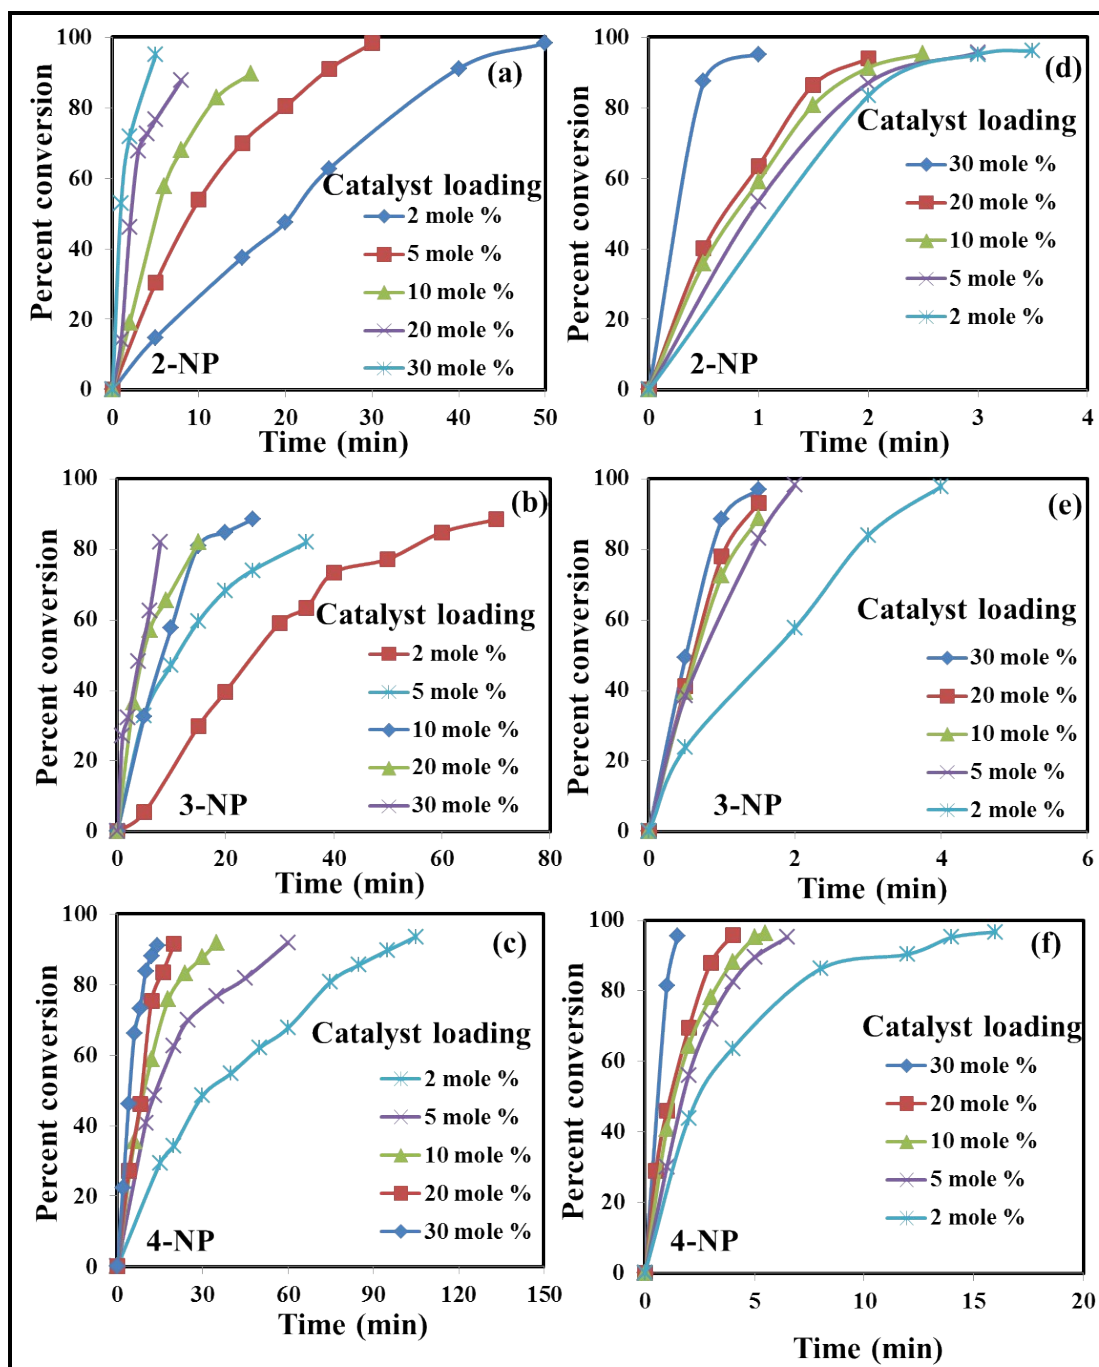 (a)
Percent conversion
100
80
60
40
20
0
Catalyst loading
2 mole %
5 mole %
10 mole %
20 mole %
30 mole %
2-NP
0 10 20 30 40 50
Time (min)
(d)
Percent conversion
100
80
60
40
20
0
Catalyst loading
30 mole %
20 mole %
10 mole %
5 mole %
2 mole %
2-NP
0 1 2 3 4
Time (min)
(b)
Percent conversion
100
80
60
40
20
0
Catalyst loading
2 mole %
5 mole %
10 mole %
20 mole %
30 mole %
3-NP
0 20 40 60 80
Time (min)
(e)
Percent conversion
100
80
60
40
20
0
Catalyst loading
30 mole %
20 mole %
10 mole %
5 mole %
2 mole %
3-NP
0 2 4 6
Time (min)
(c)
Percent conversion
100
80
60
40
20
0
Catalyst loading
2 mole %
5 mole %
10 mole %
20 mole %
30 mole %
4-NP
0 30 60 90 120 150
Time (min)
(f)
Percent conversion
100
80
60
40
20
0
Catalyst loading
30 mole %
20 mole %
10 mole %
5 mole %
2 mole %
4-NP
0 5 10 15 20
Time (min)